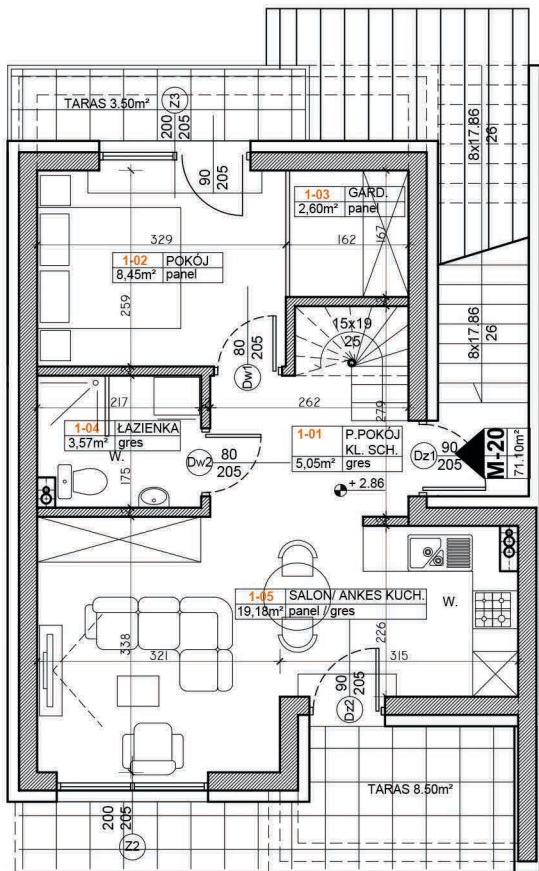 TARAS 3.50m²
Z3
200
205
90
205
8x17.86
26
1-03 GARD.
2,60m² panel
329
162
167
1-02 POKÓJ
8,45m² panel
259
15x19
25
8x17.86
26
80
205
Dw1
217
262
279
1-04 ŁAZIENKA
3,57m² gres
W.
175
Dw2
80
205
1-01 P.POKÓJ
KL. SCH.
5,05m² gres
Dz1
90
205
M-20
71.10m²
+ 2.86
1-05 SALON/ ANKES KUCH.
19,18m² panel / gres
W.
338
321
226
315
90
205
Dz2
TARAS 8.50m²
200
205
Z2